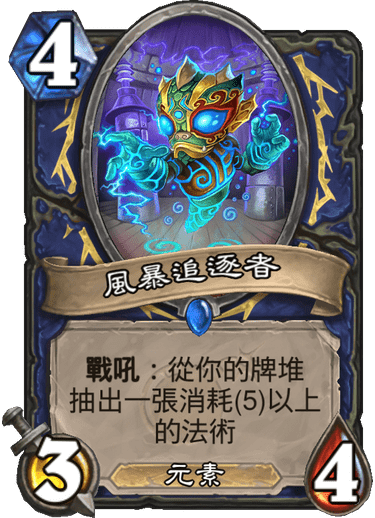 4
風暴追逐者
戰吼：從你的牌堆
抽出一張消耗(5)以上
的法術
元素
3
4